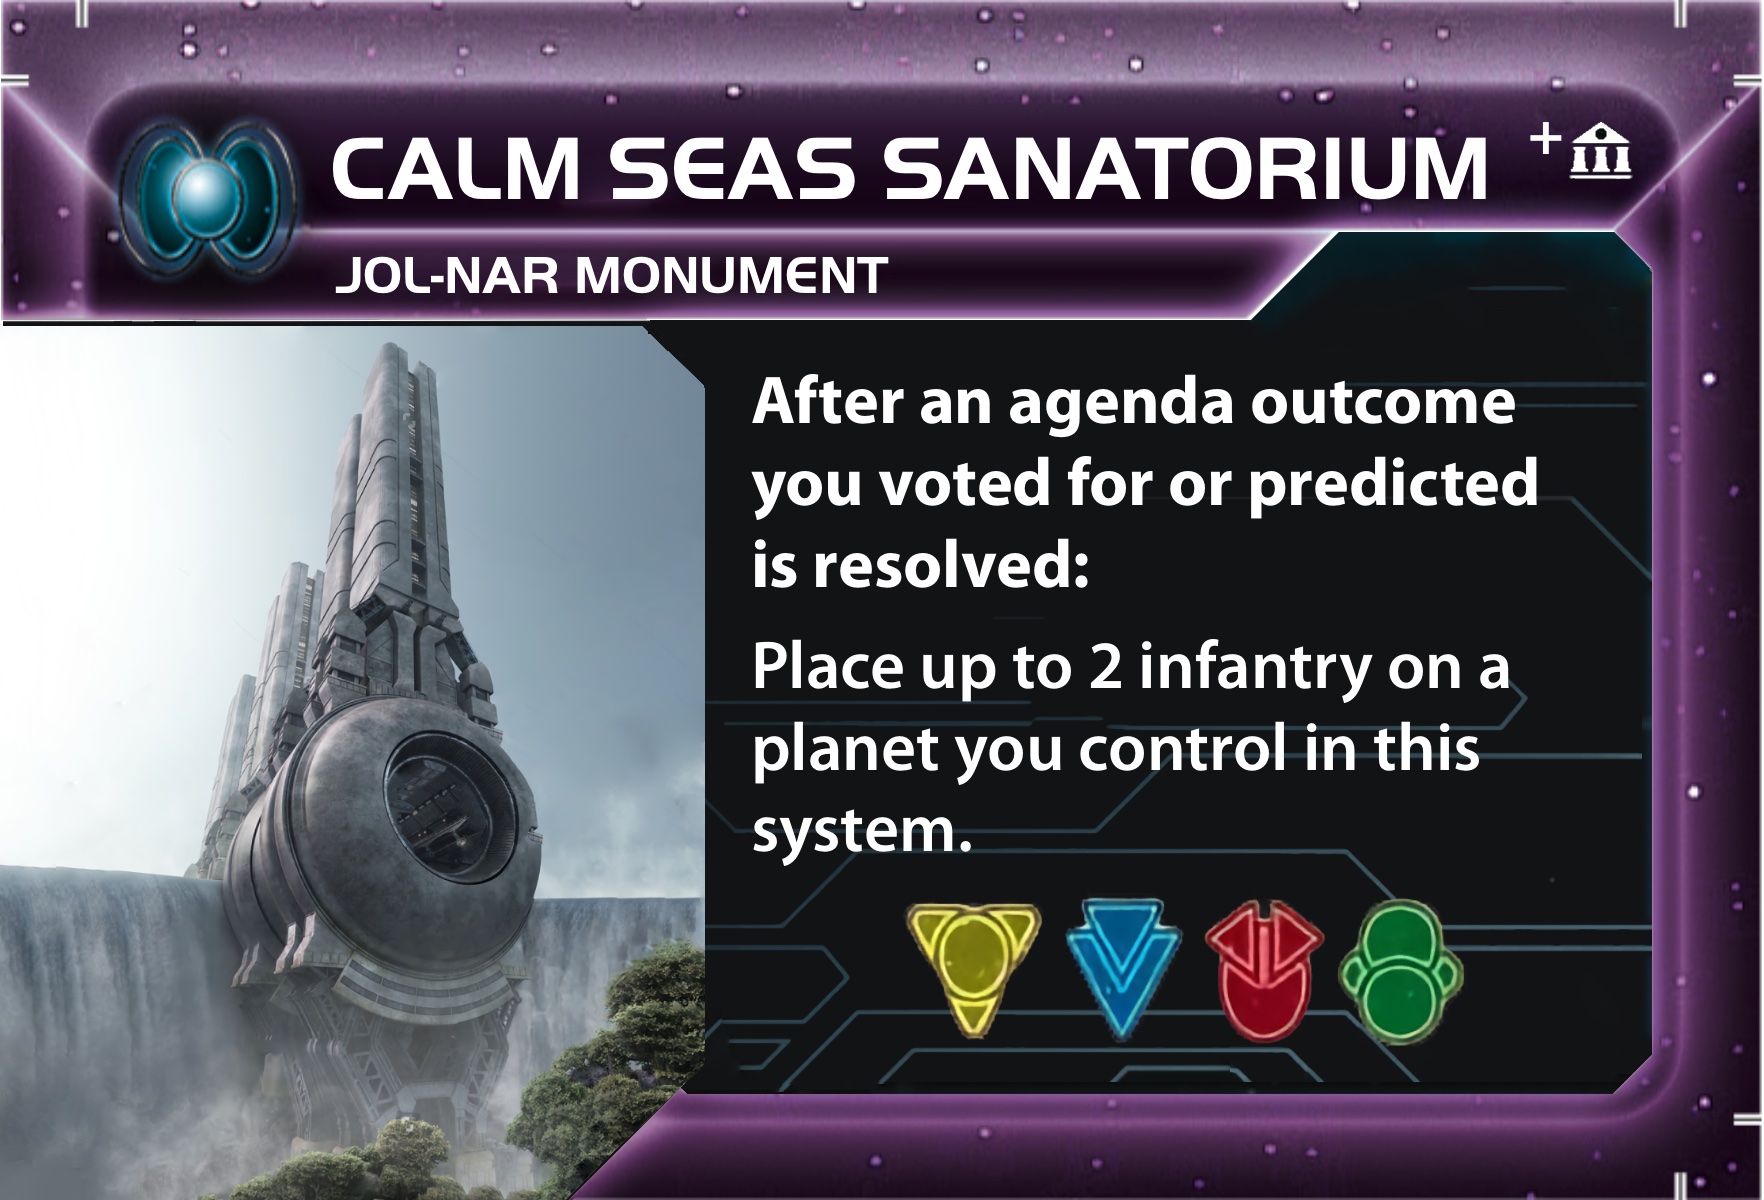 CALM SEAS SANATORIUM +
JOL-NAR MONUMENT
After an agenda outcome
you voted for or predicted
is resolved:
Place up to 2 infantry on a
planet you control in this
system.